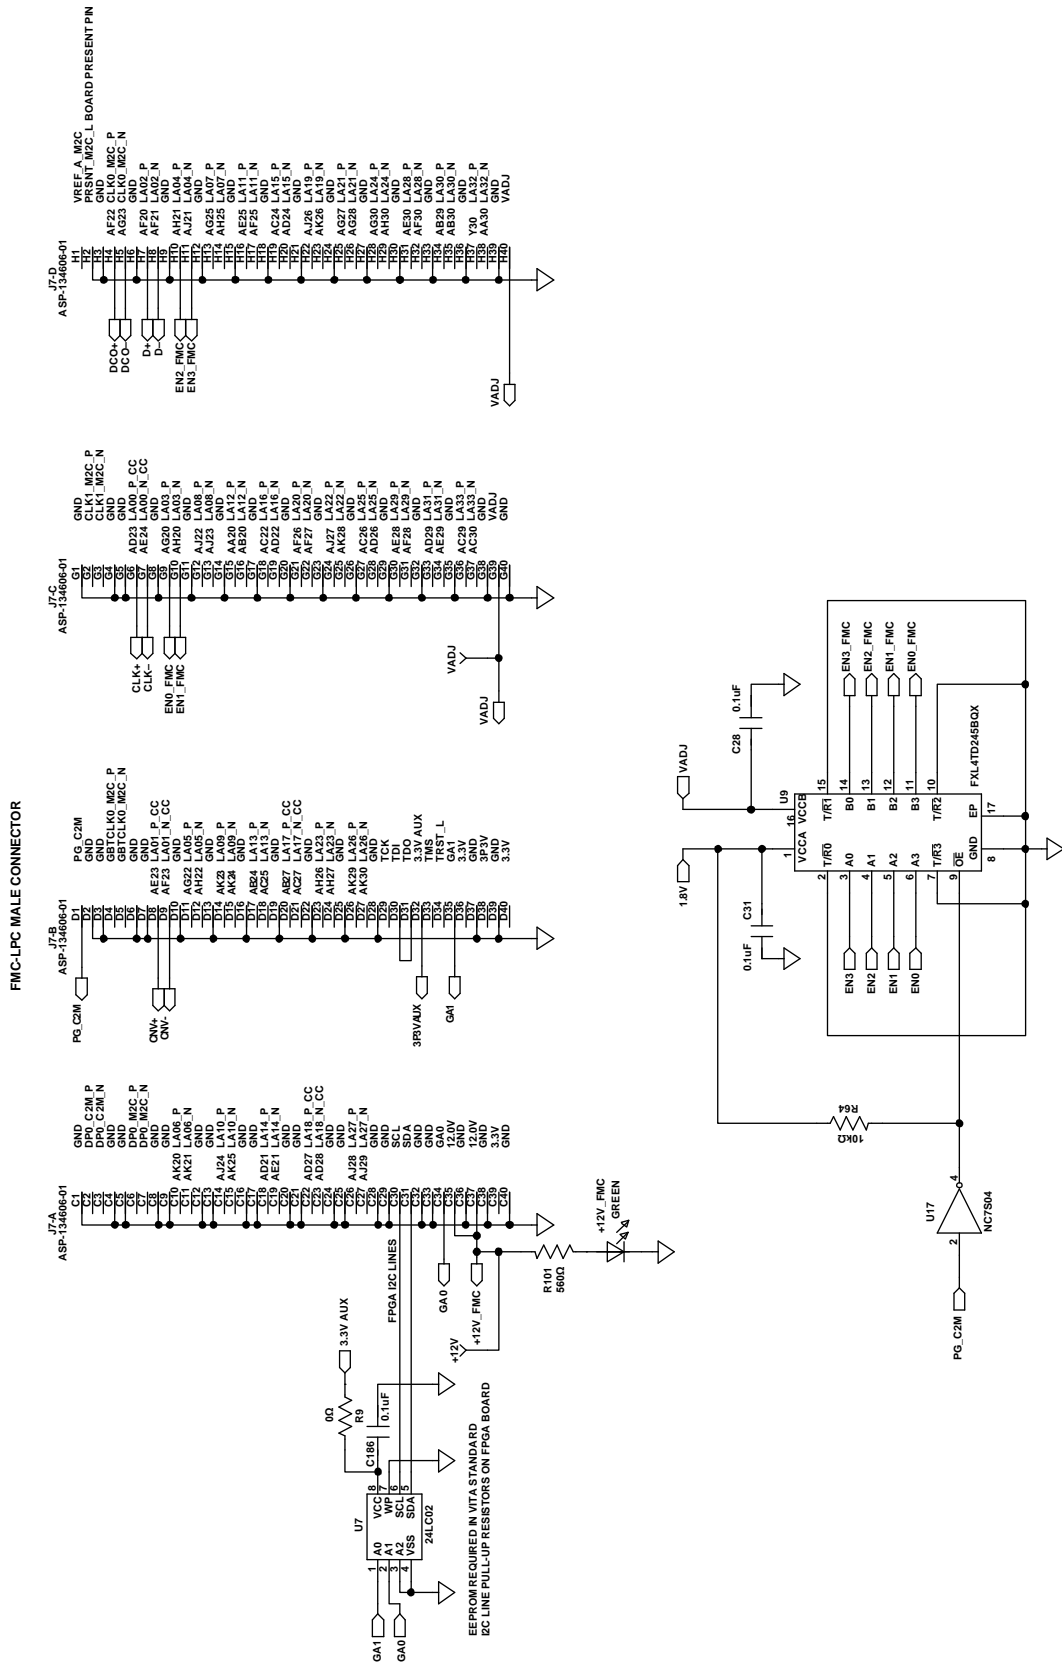 FMC-LPC MALE CONNECTOR
J7-A
ASP-134606-01
C1 GND
C2 DP0_C2M_P
C3 DP0_C2M_N
C4 GND
C5 GND
C6 DP0_M2C_P
C7 DP0_M2C_N
C8 GND
C9 GND
C10 AK20 LA06_P
C11 AK21 LA06_N
C12 GND
C13 GND
C14 AJ24 LA10_P
C15 AK25 LA10_N
C16 GND
C17 GND
C18 AD21 LA14_P
C19 AE21 LA14_N
C20 GND
C21 GND
C22 AD27 LA18_P_CC
C23 AD28 LA18_N_CC
C24 GND
C25 GND
C26 AJ28 LA27_P
C27 AJ29 LA27_N
C28 GND
C29 GND
C30 SCL
C31 SDA
C32 GND
C33 GND
C34 GA0
C35 12.0V
C36 GND
C37 12.0V
C38 GND
C39 3.3V
C40 GND
FPGA I2C LINES
GA0
+12V_FMC
+12V
R101
560Ω
+12V_FMC
GREEN
3.3V AUX
0Ω
R9
C186
0.1uF
U7
GA1
GA0
1 A0
2 A1
3 A2
4 VSS
VCC 8
WP 7
SCL 6
SDA 5
24LC02
EEPROM REQUIRED IN VITA STANDARD
I2C LINE PULL-UP RESISTORS ON FPGA BOARD
J7-B
ASP-134606-01
D1 PG_C2M
D2 GND
D3 GND
D4 GBTCLK0_M2C_P
D5 GBTCLK0_M2C_N
D6 GND
D7 GND
D8 AE23 LA01_P_CC
D9 AF23 LA01_N_CC
D10 GND
D11 AG22 LA05_P
D12 AH22 LA05_N
D13 GND
D14 AK23 LA09_P
D15 AK24 LA09_N
D16 GND
D17 AB24 LA13_P
D18 AC25 LA13_N
D19 GND
D20 AB27 LA17_P_CC
D21 AC27 LA17_N_CC
D22 GND
D23 AH26 LA23_P
D24 AH27 LA23_N
D25 GND
D26 AK29 LA26_P
D27 AK30 LA26_N
D28 GND
D29 TCK
D30 TDI
D31 TDO
D32 3.3V AUX
D33 TMS
D34 TRST_L
D35 GA1
D36 3.3V
D37 GND
D38 3P3V
D39 GND
D40 3.3V
PG_C2M
CNV+
CNV-
3P3VAUX
GA1
J7-C
ASP-134606-01
G1 GND
G2 CLK1_M2C_P
G3 CLK1_M2C_N
G4 GND
G5 GND
G6 AD23 LA00_P_CC
G7 AE24 LA00_N_CC
G8 GND
G9 AG20 LA03_P
G10 AH20 LA03_N
G11 GND
G12 AJ22 LA08_P
G13 AJ23 LA08_N
G14 GND
G15 AA20 LA12_P
G16 AB20 LA12_N
G17 GND
G18 AC22 LA16_P
G19 AD22 LA16_N
G20 GND
G21 AF26 LA20_P
G22 AF27 LA20_N
G23 GND
G24 AJ27 LA22_P
G25 AK28 LA22_N
G26 GND
G27 AC26 LA25_P
G28 AD26 LA25_N
G29 GND
G30 AE28 LA29_P
G31 AF28 LA29_N
G32 GND
G33 AD29 LA31_P
G34 AE29 LA31_N
G35 GND
G36 AC29 LA33_P
G37 AC30 LA33_N
G38 GND
G39 VADJ
G40 GND
CLK+
CLK–
EN0_FMC
EN1_FMC
VADJ
VADJ
J7-D
ASP-134606-01
H1 VREF_A_M2C
H2 PRSNT_M2C_L BOARD PRESENT PIN
H3 GND
H4 AF22 CLK0_M2C_P
H5 AG23 CLK0_M2C_N
H6 GND
H7 AF20 LA02_P
H8 AF21 LA02_N
H9 GND
H10 AH21 LA04_P
H11 AJ21 LA04_N
H12 GND
H13 AG25 LA07_P
H14 AH25 LA07_N
H15 GND
H16 AE25 LA11_P
H17 AF25 LA11_N
H18 GND
H19 AC24 LA15_P
H20 AD24 LA15_N
H21 GND
H22 AJ26 LA19_P
H23 AK26 LA19_N
H24 GND
H25 AG27 LA21_P
H26 AG28 LA21_N
H27 GND
H28 AG30 LA24_P
H29 AH30 LA24_N
H30 GND
H31 AE30 LA28_P
H32 AF30 LA28_N
H33 GND
H34 AB29 LA30_P
H35 AB30 LA30_N
H36 GND
H37 Y30 LA32_P
H38 AA30 LA32_N
H39 GND
H40 VADJ
DCO+
DCO–
D+
D–
EN2_FMC
EN3_FMC
VADJ
1.8V
VADJ
C31
0.1uF
C28
0.1uF
U9
1 VCCA
16 VCCB
2 T/R0
3 A0
4 A1
5 A2
6 A3
7 T/R3
9 OE
8 GND
17 EP
T/R1 15
B0 14
B1 13
B2 12
B3 11
T/R2 10
FXL4TD245BQX
EN3
EN2
EN1
EN0
EN3_FMC
EN2_FMC
EN1_FMC
EN0_FMC
R64
10kΩ
PG_C2M
U17
2
4
NC7S04